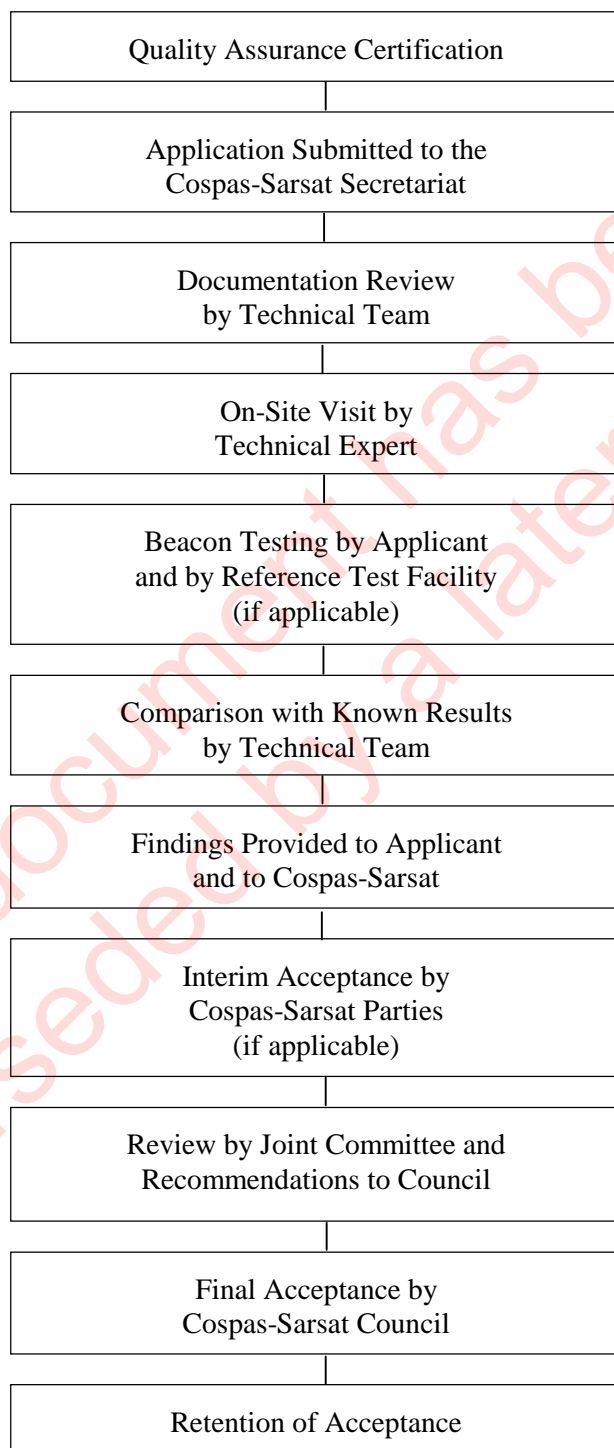 Quality Assurance Certification
Application Submitted to the
Cospas-Sarsat Secretariat
Documentation Review
by Technical Team
On-Site Visit by
Technical Expert
Beacon Testing by Applicant
and by Reference Test Facility
(if applicable)
Comparison with Known Results
by Technical Team
Findings Provided to Applicant
and to Cospas-Sarsat
Interim Acceptance by
Cospas-Sarsat Parties
(if applicable)
Review by Joint Committee and
Recommendations to Council
Final Acceptance by
Cospas-Sarsat Council
Retention of Acceptance
document has
by a